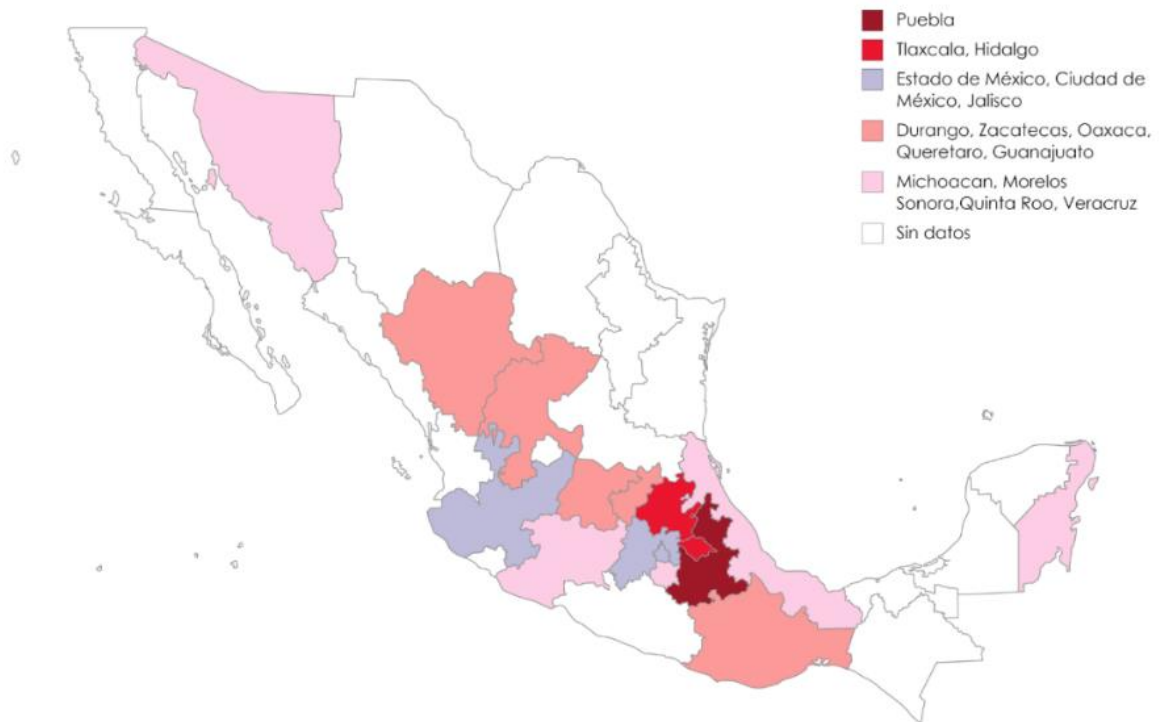 Puebla
Tlaxcala, Hidalgo
Estado de México, Ciudad de
México, Jalisco
Durango, Zacatecas, Oaxaca,
Queretaro, Guanajuato
Michoacan, Morelos
Sonora,Quinta Roo, Veracruz
Sin datos